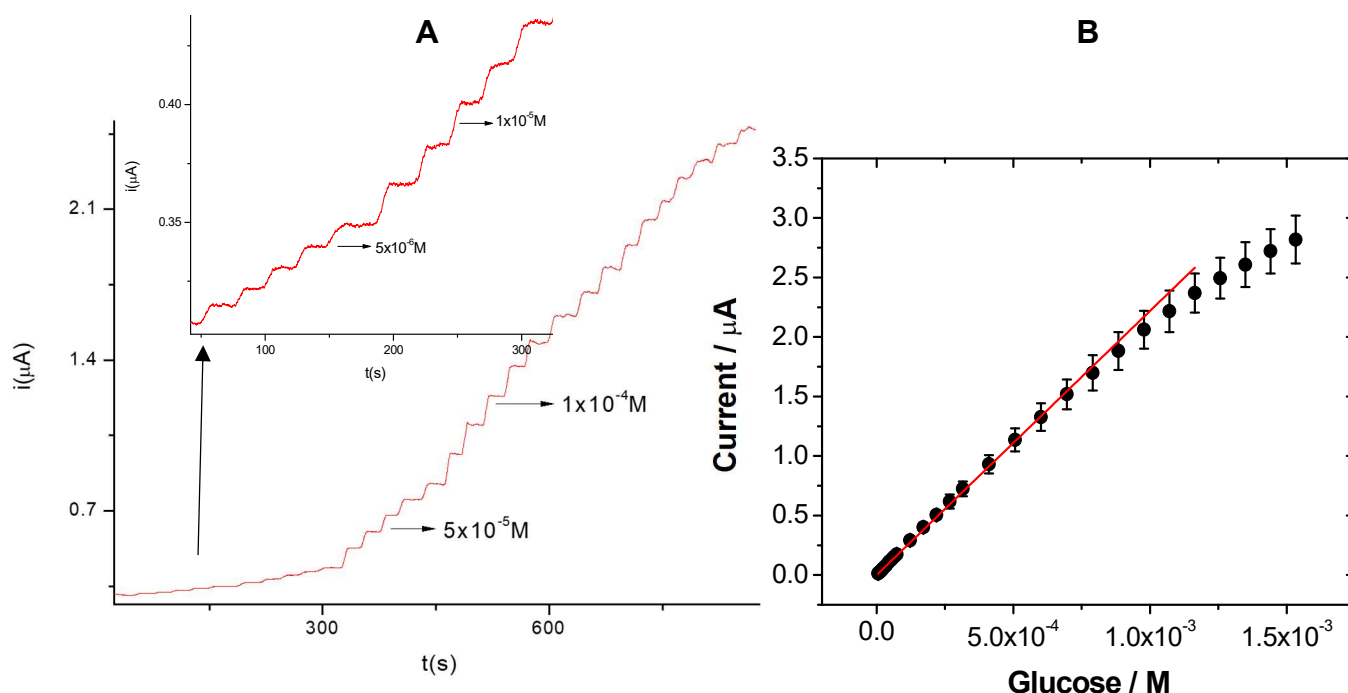 A
0.40
0.35
i(μA)
1x10⁻⁵M
5x10⁻⁶M
100
200
300
t(s)
2.1
1.4
0.7
i(μA)
1x10⁻⁴M
5x10⁻⁵M
300
600
t(s)
B
3.5
3.0
2.5
2.0
1.5
1.0
0.5
0.0
Current / μA
0.0
5.0x10⁻⁴
1.0x10⁻³
1.5x10⁻³
Glucose / M